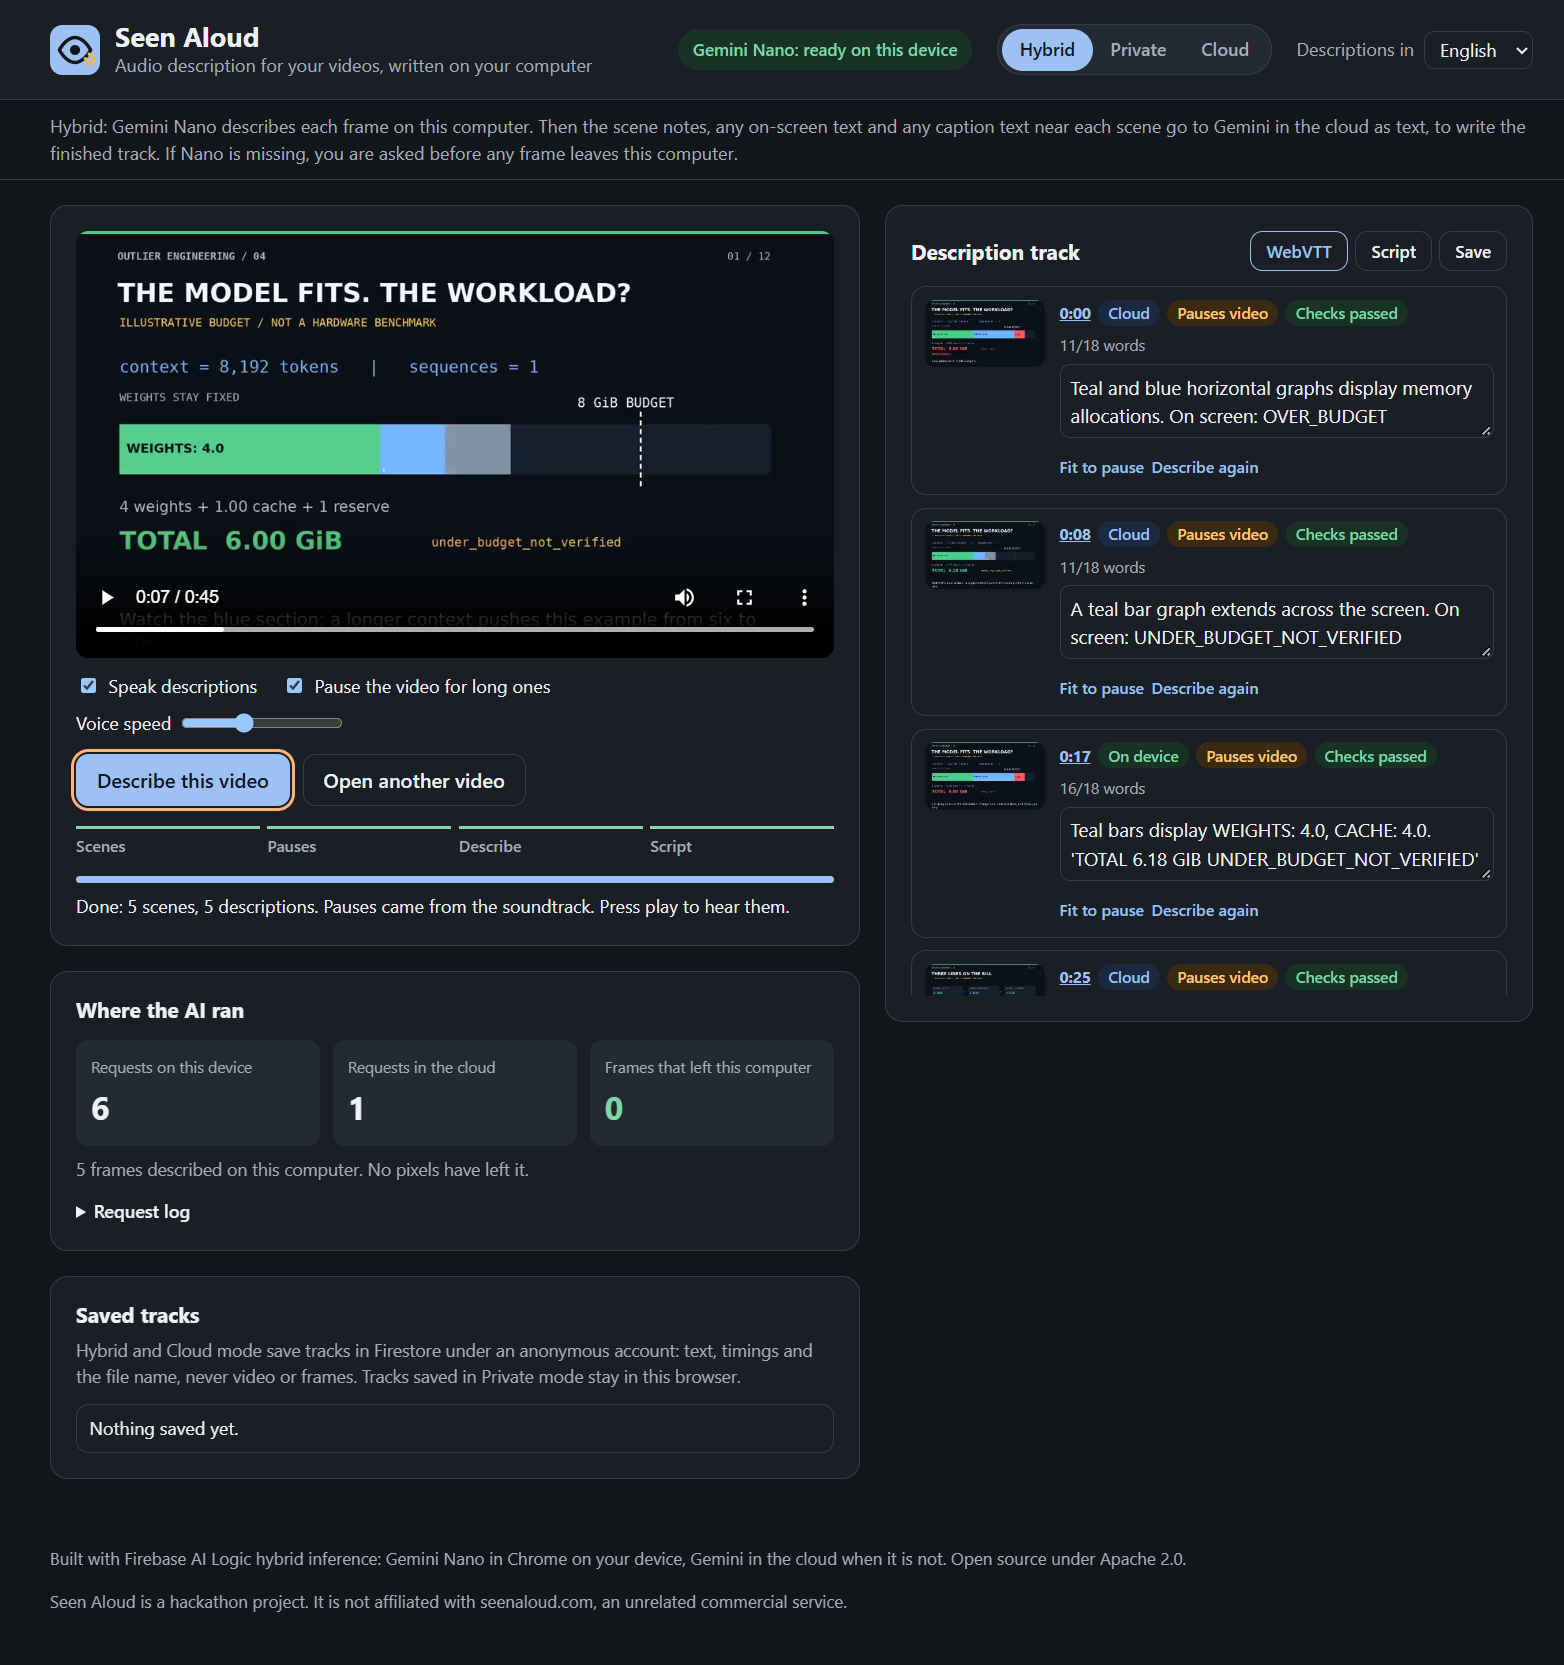 Seen Aloud
Audio description for your videos, written on your computer
Gemini Nano: ready on this device
Hybrid
Private
Cloud
Descriptions in
English
Hybrid: Gemini Nano describes each frame on this computer. Then the scene notes, any on-screen text and any caption text near each scene go to Gemini in the cloud as text, to write the
finished track. If Nano is missing, you are asked before any frame leaves this computer.
OUTLIER ENGINEERING / 04
01 / 12
THE MODEL FITS. THE WORKLOAD?
ILLUSTRATIVE BUDGET / NOT A HARDWARE BENCHMARK
context = 8,192 tokens | sequences = 1
WEIGHTS STAY FIXED
8 GiB BUDGET
WEIGHTS: 4.0
4 weights + 1.00 cache + 1 reserve
TOTAL 6.00 GiB
under_budget_not_verified
0:07 / 0:45
Watch the blue section: a longer context pushes this example from six to
Speak descriptions
Pause the video for long ones
Voice speed
Describe this video
Open another video
Scenes
Pauses
Describe
Script
Done: 5 scenes, 5 descriptions. Pauses came from the soundtrack. Press play to hear them.
Where the AI ran
Requests on this device
6
Requests in the cloud
1
Frames that left this computer
0
5 frames described on this computer. No pixels have left it.
Request log
Saved tracks
Hybrid and Cloud mode save tracks in Firestore under an anonymous account: text, timings and
the file name, never video or frames. Tracks saved in Private mode stay in this browser.
Nothing saved yet.
Description track
WebVTT
Script
Save
0:00 Cloud Pauses video Checks passed
11/18 words
Teal and blue horizontal graphs display memory
allocations. On screen: OVER_BUDGET
Fit to pause Describe again
0:08 Cloud Pauses video Checks passed
11/18 words
A teal bar graph extends across the screen. On
screen: UNDER_BUDGET_NOT_VERIFIED
Fit to pause Describe again
0:17 On device Pauses video Checks passed
16/18 words
Teal bars display WEIGHTS: 4.0, CACHE: 4.0.
'TOTAL 6.18 GIB UNDER_BUDGET_NOT_VERIFIED'
Fit to pause Describe again
0:25 Cloud Pauses video Checks passed
Built with Firebase AI Logic hybrid inference: Gemini Nano in Chrome on your device, Gemini in the cloud when it is not. Open source under Apache 2.0.
Seen Aloud is a hackathon project. It is not affiliated with seenaloud.com, an unrelated commercial service.